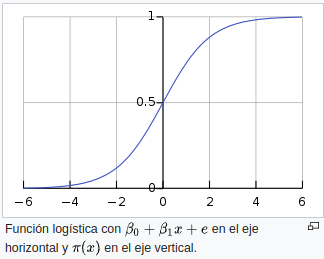 1
0.5
0
−6 −4 −2 0 2 4 6
Función logística con β₀ + β₁x + e en el eje
horizontal y π(x) en el eje vertical.